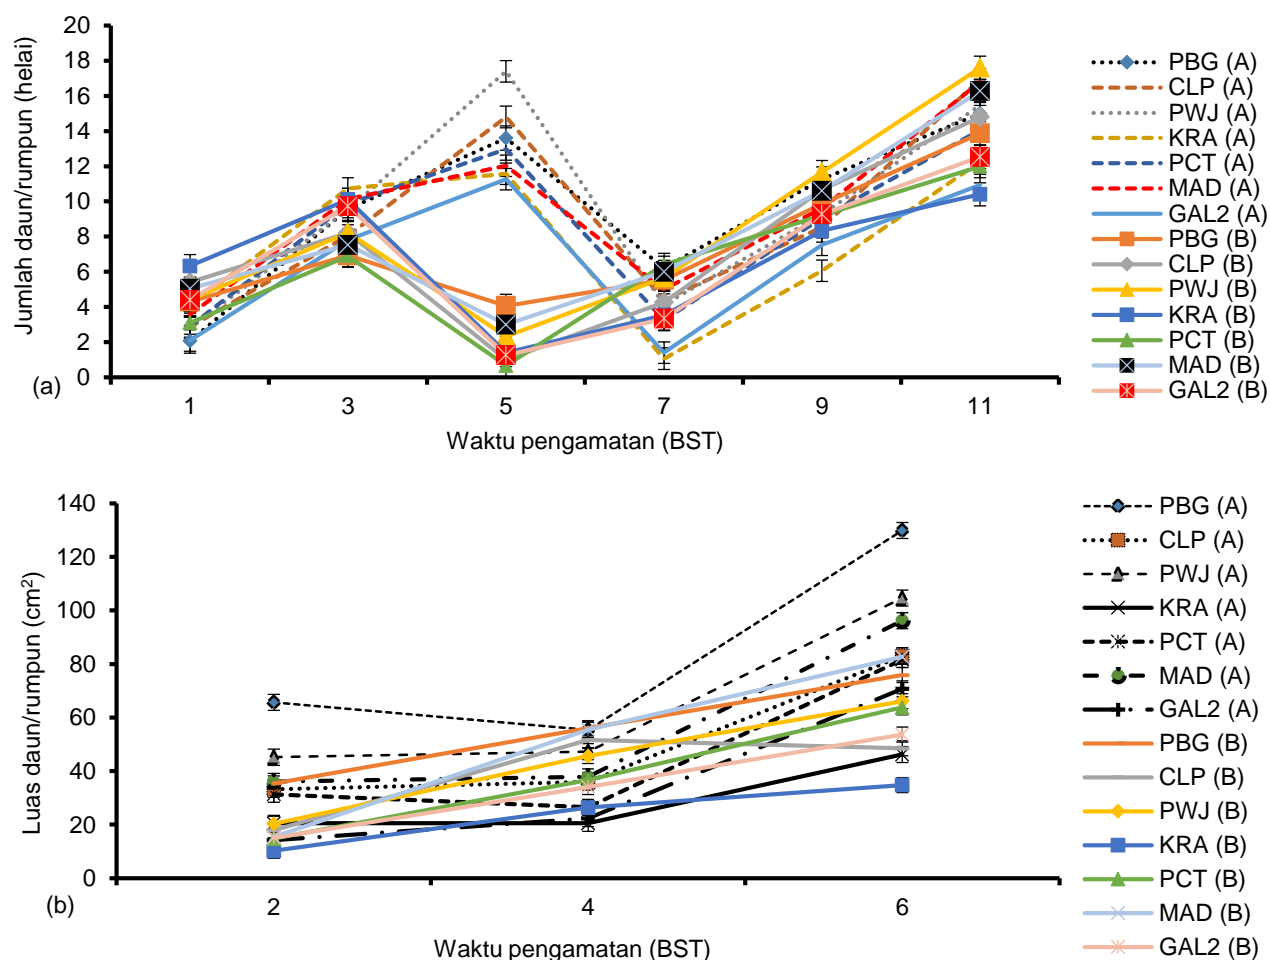 Jumlah daun/rumpun (helai)
20
18
16
14
12
10
8
6
4
2
0
1 3 5 7 9 11
Waktu pengamatan (BST)
(a)
PBG (A)
CLP (A)
PWJ (A)
KRA (A)
PCT (A)
MAD (A)
GAL2 (A)
PBG (B)
CLP (B)
PWJ (B)
KRA (B)
PCT (B)
MAD (B)
GAL2 (B)
Luas daun/rumpun (cm²)
140
120
100
80
60
40
20
0
2 4 6
Waktu pengamatan (BST)
(b)
PBG (A)
CLP (A)
PWJ (A)
KRA (A)
PCT (A)
MAD (A)
GAL2 (A)
PBG (B)
CLP (B)
PWJ (B)
KRA (B)
PCT (B)
MAD (B)
GAL2 (B)